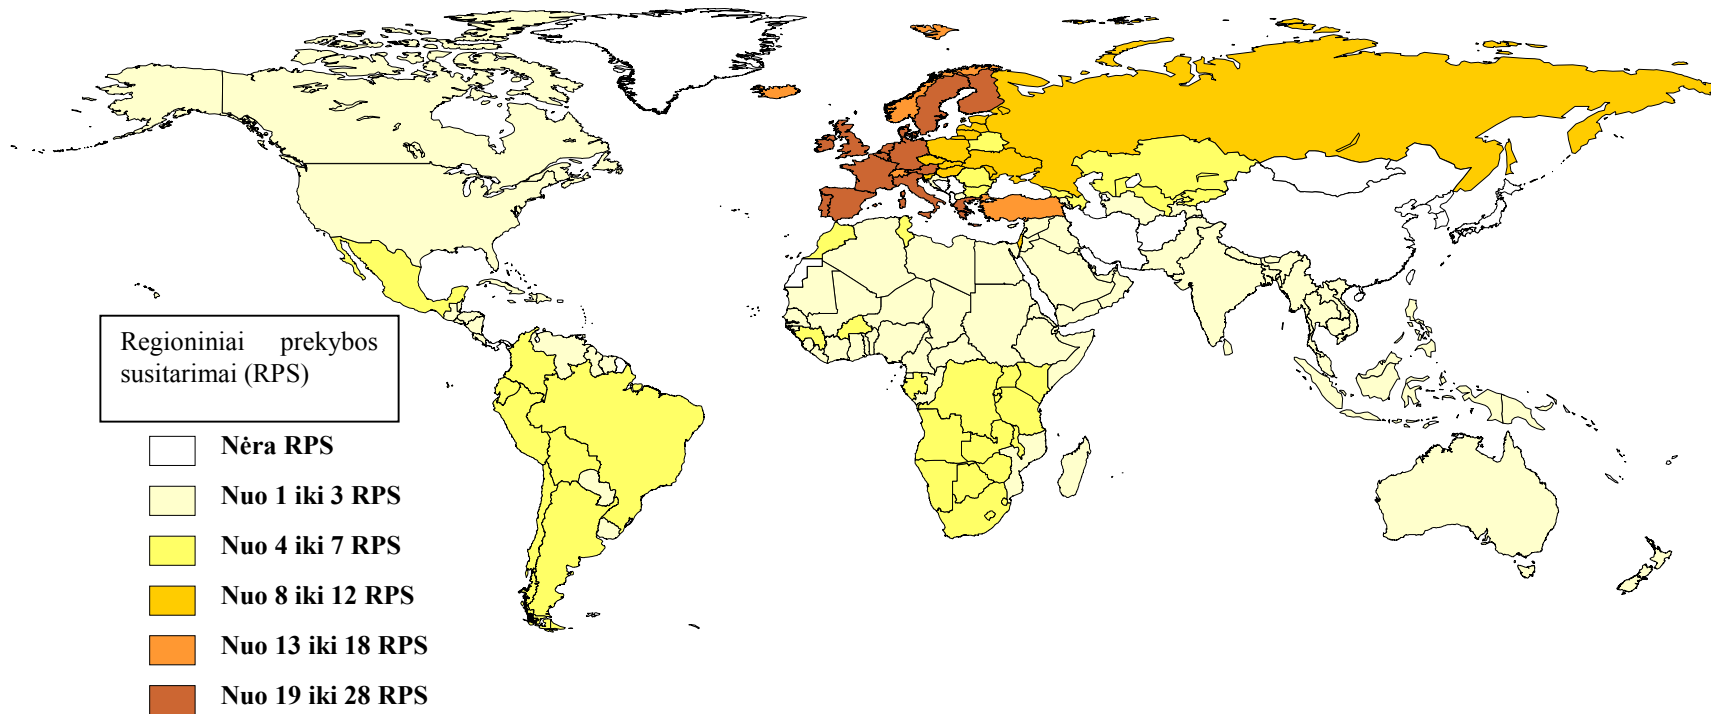 Regioniniai prekybos
susitarimai (RPS)
Nėra RPS
Nuo 1 iki 3 RPS
Nuo 4 iki 7 RPS
Nuo 8 iki 12 RPS
Nuo 13 iki 18 RPS
Nuo 19 iki 28 RPS